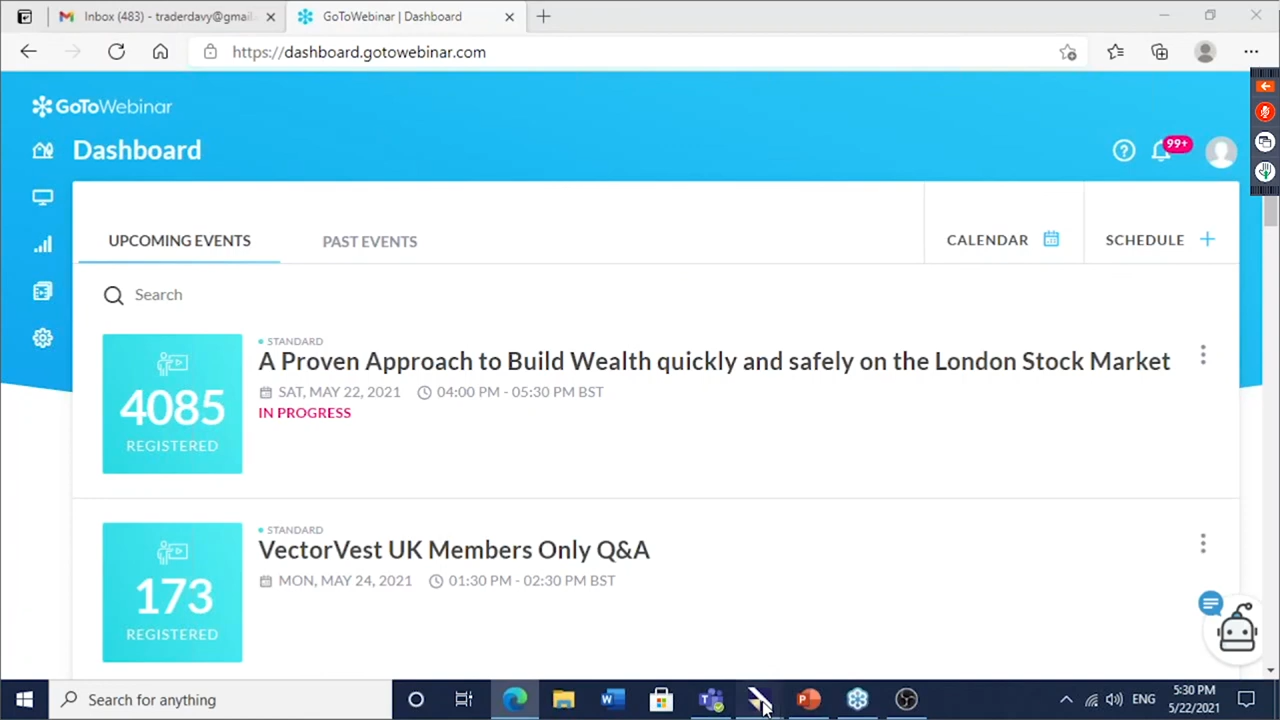 Inbox (483) - traderdavy@gmail.
GoToWebinar | Dashboard
https://dashboard.gotowebinar.com
GoToWebinar
Dashboard
99+
UPCOMING EVENTS
PAST EVENTS
CALENDAR
SCHEDULE
Search
4085
REGISTERED
STANDARD
A Proven Approach to Build Wealth quickly and safely on the London Stock Market
SAT, MAY 22, 2021 04:00 PM - 05:30 PM BST
IN PROGRESS
173
REGISTERED
STANDARD
VectorVest UK Members Only Q&A
MON, MAY 24, 2021 01:30 PM - 02:30 PM BST
Search for anything
ENG
5:30 PM
5/22/2021